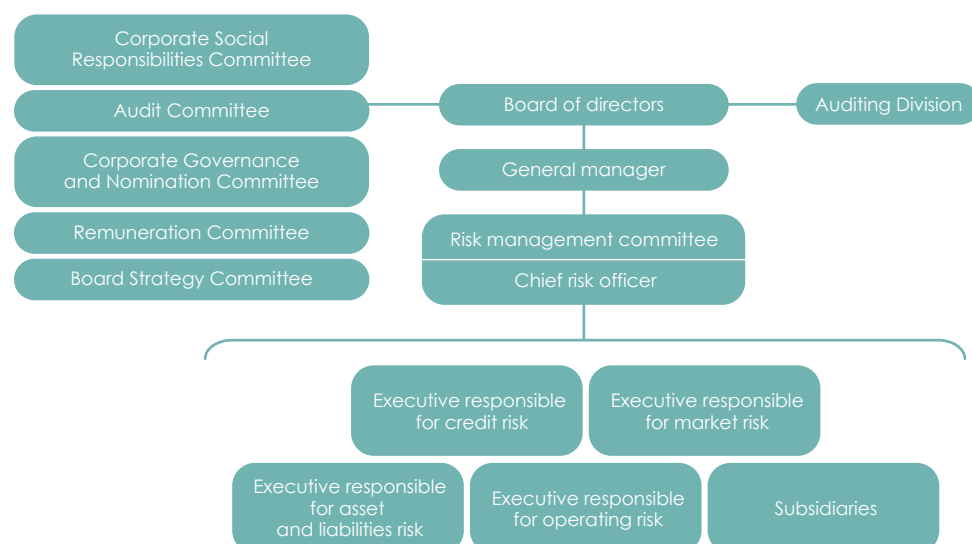 Corporate Social
Responsibilities Committee
Audit Committee
Board of directors
Auditing Division
Corporate Governance
and Nomination Committee
General manager
Remuneration Committee
Risk management committee
Board Strategy Committee
Chief risk officer
Executive responsible
for credit risk
Executive responsible
for market risk
Executive responsible
for asset
and liabilities risk
Executive responsible
for operating risk
Subsidiaries